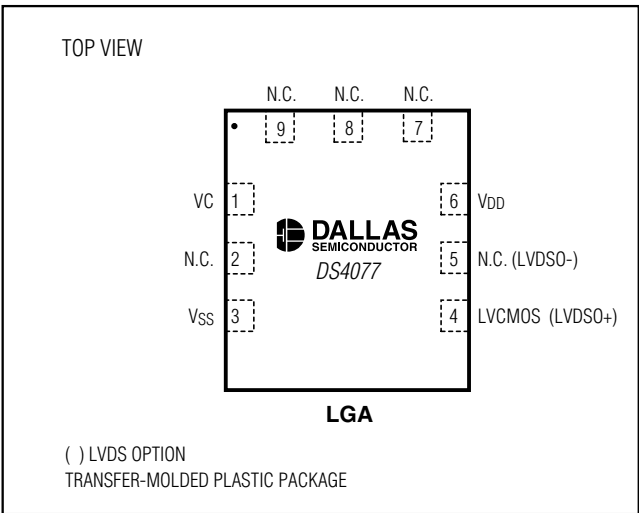 TOP VIEW
N.C. N.C. N.C.
9 8 7
VC 1 6 VDD
DALLAS
SEMICONDUCTOR
N.C. 2 5 N.C. (LVDSO-)
DS4077
VSS 3 4 LVCMOS (LVDSO+)
LGA
( ) LVDS OPTION
TRANSFER-MOLDED PLASTIC PACKAGE